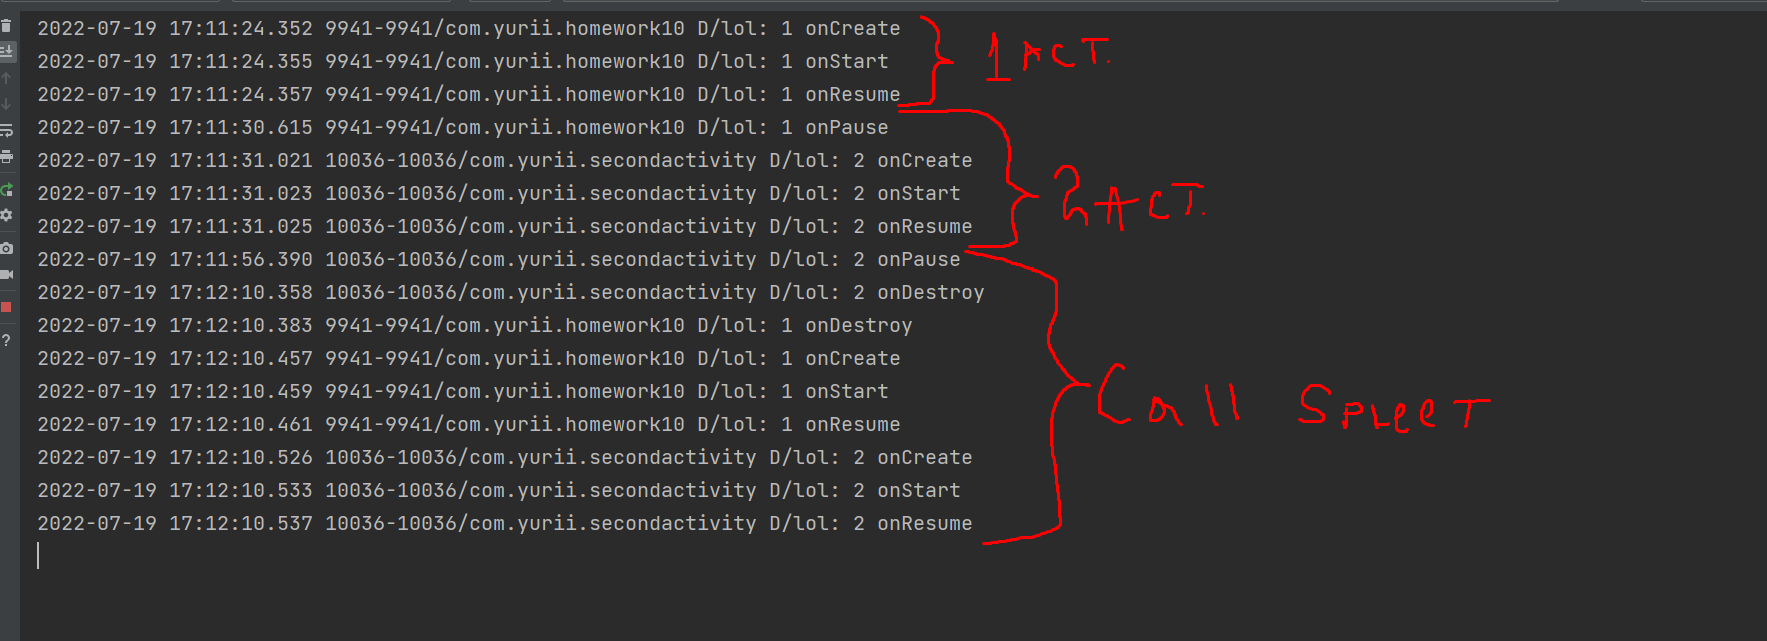 2022-07-19 17:11:24.352 9941-9941/com.yurii.homework10 D/lol: 1 onCreate
2022-07-19 17:11:24.355 9941-9941/com.yurii.homework10 D/lol: 1 onStart
1 ACT.
2022-07-19 17:11:24.357 9941-9941/com.yurii.homework10 D/lol: 1 onResume
2022-07-19 17:11:30.615 9941-9941/com.yurii.homework10 D/lol: 1 onPause
2022-07-19 17:11:31.021 10036-10036/com.yurii.secondactivity D/lol: 2 onCreate
2022-07-19 17:11:31.023 10036-10036/com.yurii.secondactivity D/lol: 2 onStart
2 ACT.
2022-07-19 17:11:31.025 10036-10036/com.yurii.secondactivity D/lol: 2 onResume
2022-07-19 17:11:56.390 10036-10036/com.yurii.secondactivity D/lol: 2 onPause
2022-07-19 17:12:10.358 10036-10036/com.yurii.secondactivity D/lol: 2 onDestroy
2022-07-19 17:12:10.383 9941-9941/com.yurii.homework10 D/lol: 1 onDestroy
2022-07-19 17:12:10.457 9941-9941/com.yurii.homework10 D/lol: 1 onCreate
2022-07-19 17:12:10.459 9941-9941/com.yurii.homework10 D/lol: 1 onStart
Call SpLeeT
2022-07-19 17:12:10.461 9941-9941/com.yurii.homework10 D/lol: 1 onResume
2022-07-19 17:12:10.526 10036-10036/com.yurii.secondactivity D/lol: 2 onCreate
2022-07-19 17:12:10.533 10036-10036/com.yurii.secondactivity D/lol: 2 onStart
2022-07-19 17:12:10.537 10036-10036/com.yurii.secondactivity D/lol: 2 onResume